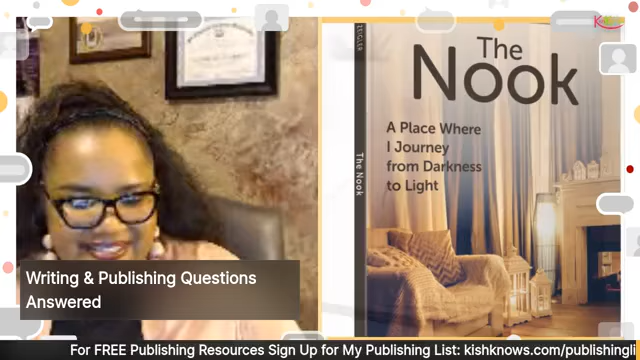 The
Nook
A Place Where
I Journey
from Darkness
to Light
ZEIGLER
The Nook
Writing & Publishing Questions
Answered
For FREE Publishing Resources Sign Up for My Publishing List: kishknows.com/publishingli